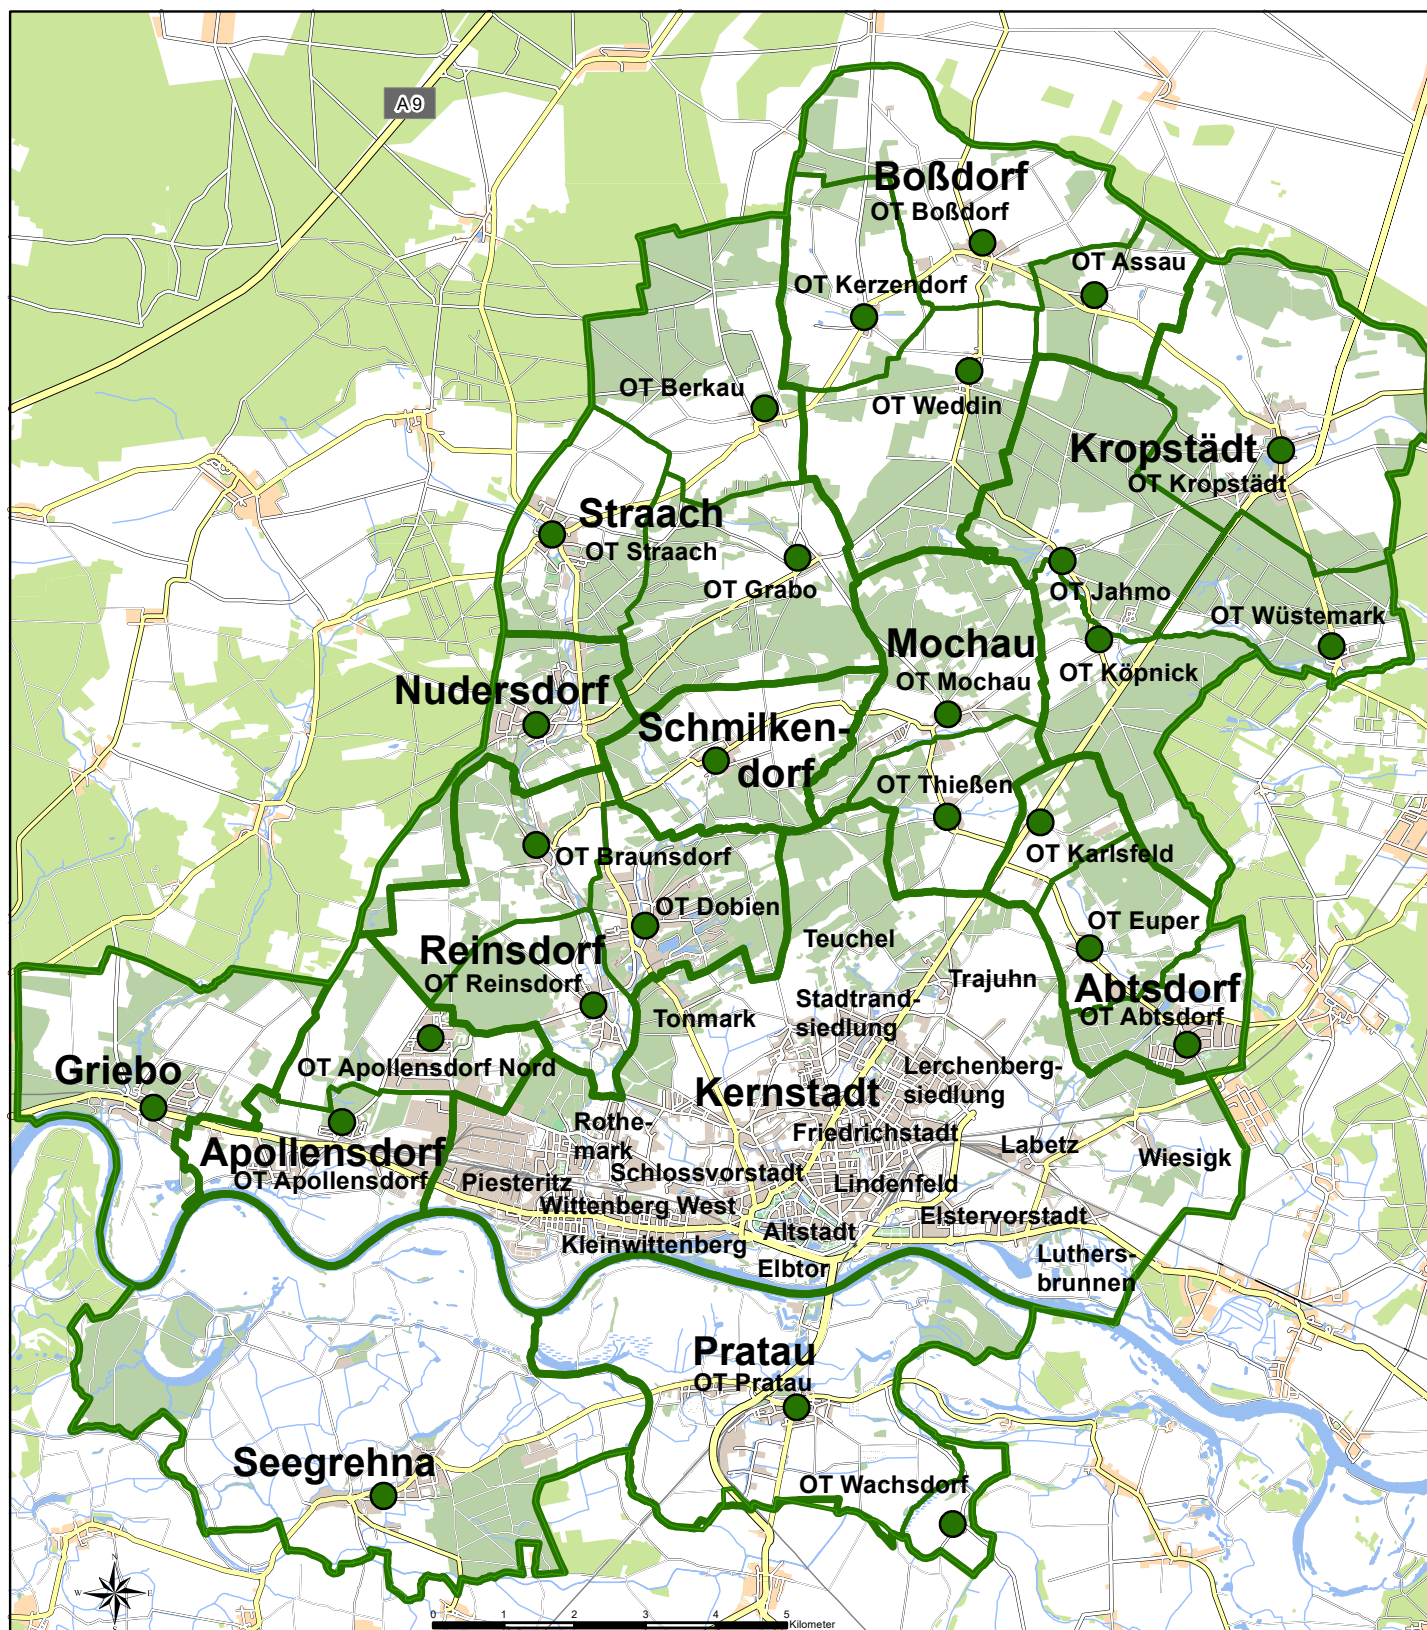 A9
Boßdorf
OT Boßdorf
OT Assau
OT Kerzendorf
OT Berkau
OT Weddin
Kropstädt
OT Kropstädt
Straach
OT Straach
OT Grabo
OT Jahmo
OT Wüstemark
Mochau
OT Mochau
OT Köpnick
Nudersdorf
Schmilken-
dorf
OT Thießen
OT Karlsfeld
OT Braunsdorf
OT Dobien
OT Euper
Teuchel
Reinsdorf
OT Reinsdorf
Trajuhn
Abtsdorf
OT Abtsdorf
Stadtrand-
siedlung
Tonmark
Griebo
OT Apollensdorf Nord
Lerchenberg-
siedlung
Kernstadt
Rothe-
mark
Friedrichstadt
Labetz
Wiesigk
Apollensdorf
OT Apollensdorf
Piesteritz
Schlossvorstadt
Lindenfeld
Wittenberg West
Elstervorstadt
Altstadt
Kleinwittenberg
Elbtor
Luthers-
brunnen
Pratau
OT Pratau
Seegrehna
OT Wachsdorf
N
W
E
S
0 1 2 3 4 5
Kilometer